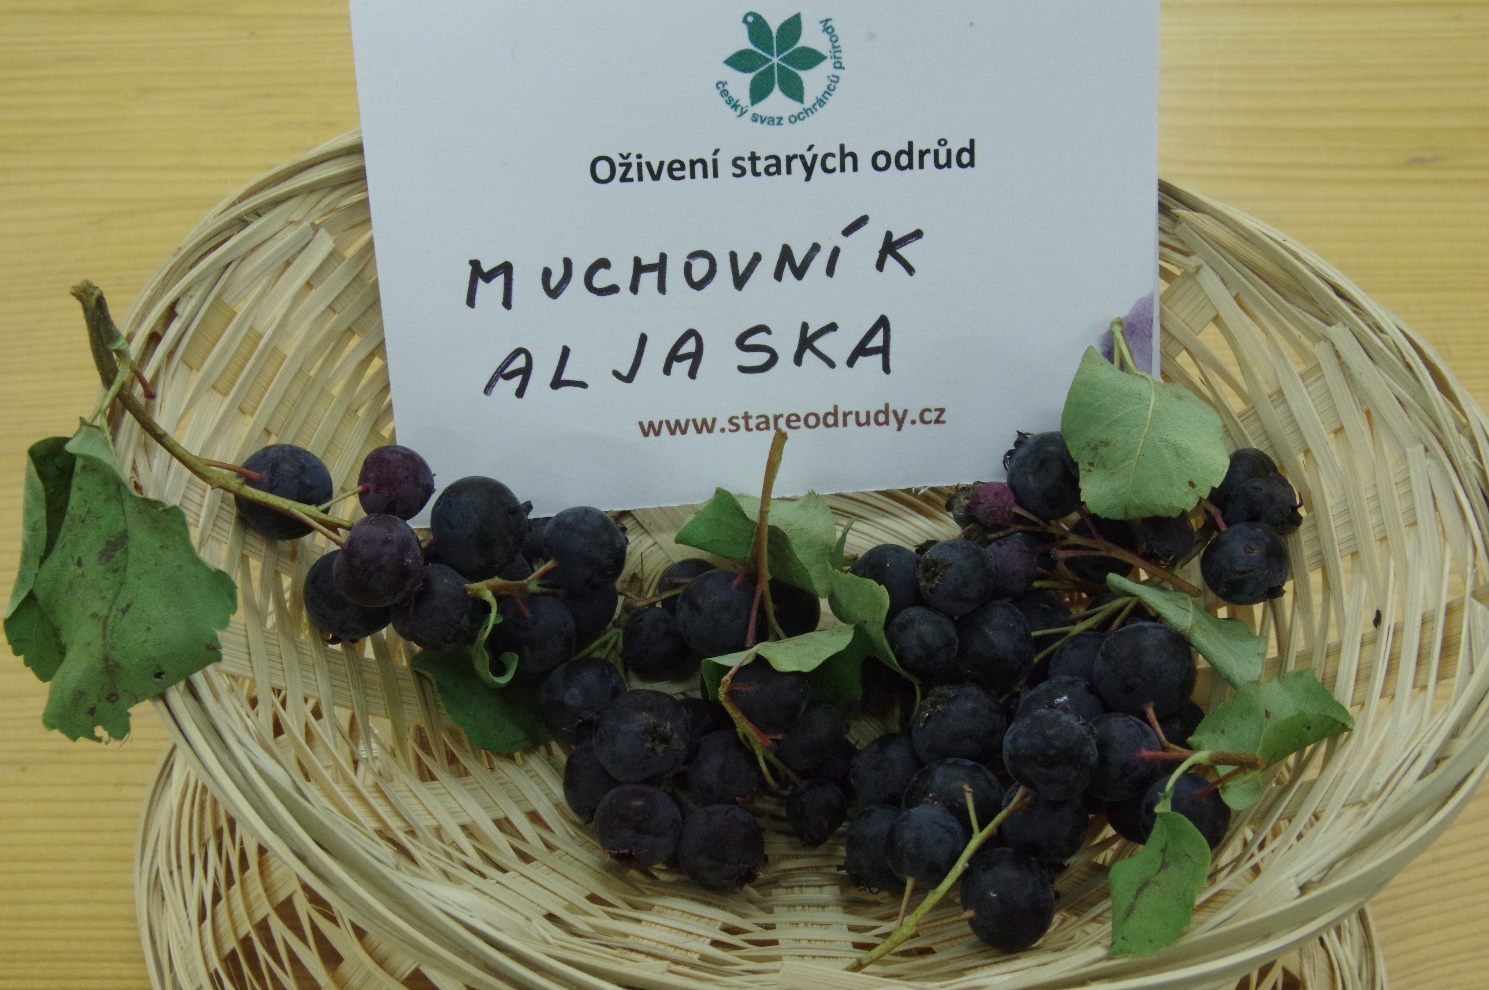 český svaz ochránců přírody
Oživení starých odrůd
MUCHOVNÍK
ALJASKA
www.stareodrudy.cz